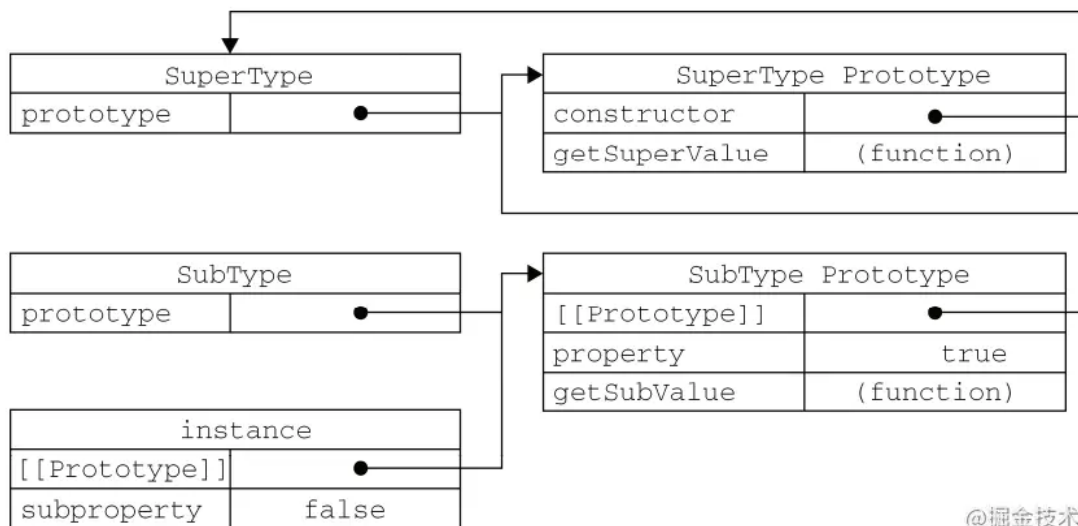 SuperType
prototype
SuperType Prototype
constructor
getSuperValue (function)
SubType
prototype
SubType Prototype
[[Prototype]]
property true
getSubValue (function)
instance
[[Prototype]]
subproperty false
@掘金技术